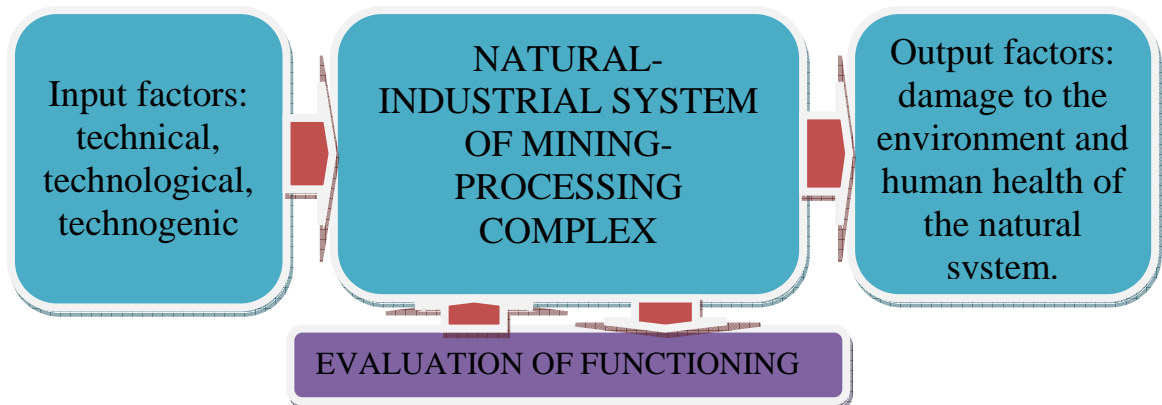 Input factors:
technical,
technological,
technogenic
NATURAL-
INDUSTRIAL SYSTEM
OF MINING-
PROCESSING
COMPLEX
Output factors:
damage to the
environment and
human health of
the natural
system.
EVALUATION OF FUNCTIONING